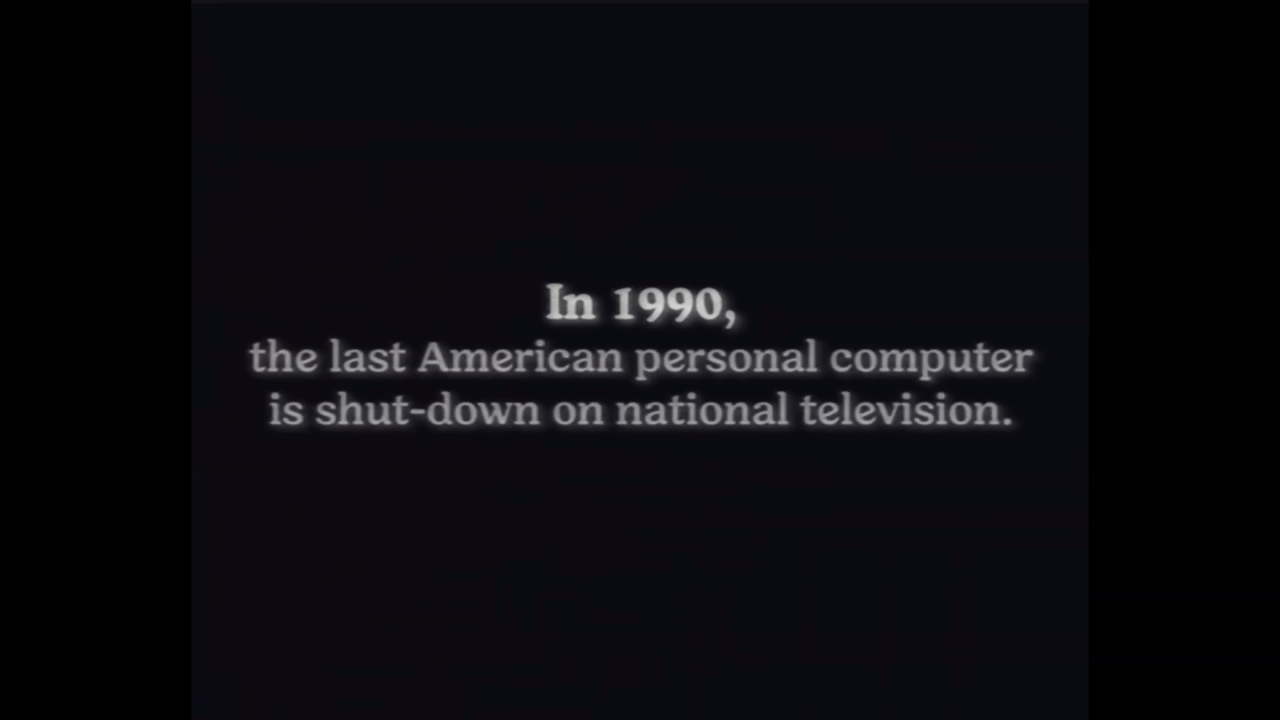 In 1990,
the last American personal computer
is shut-down on national television.